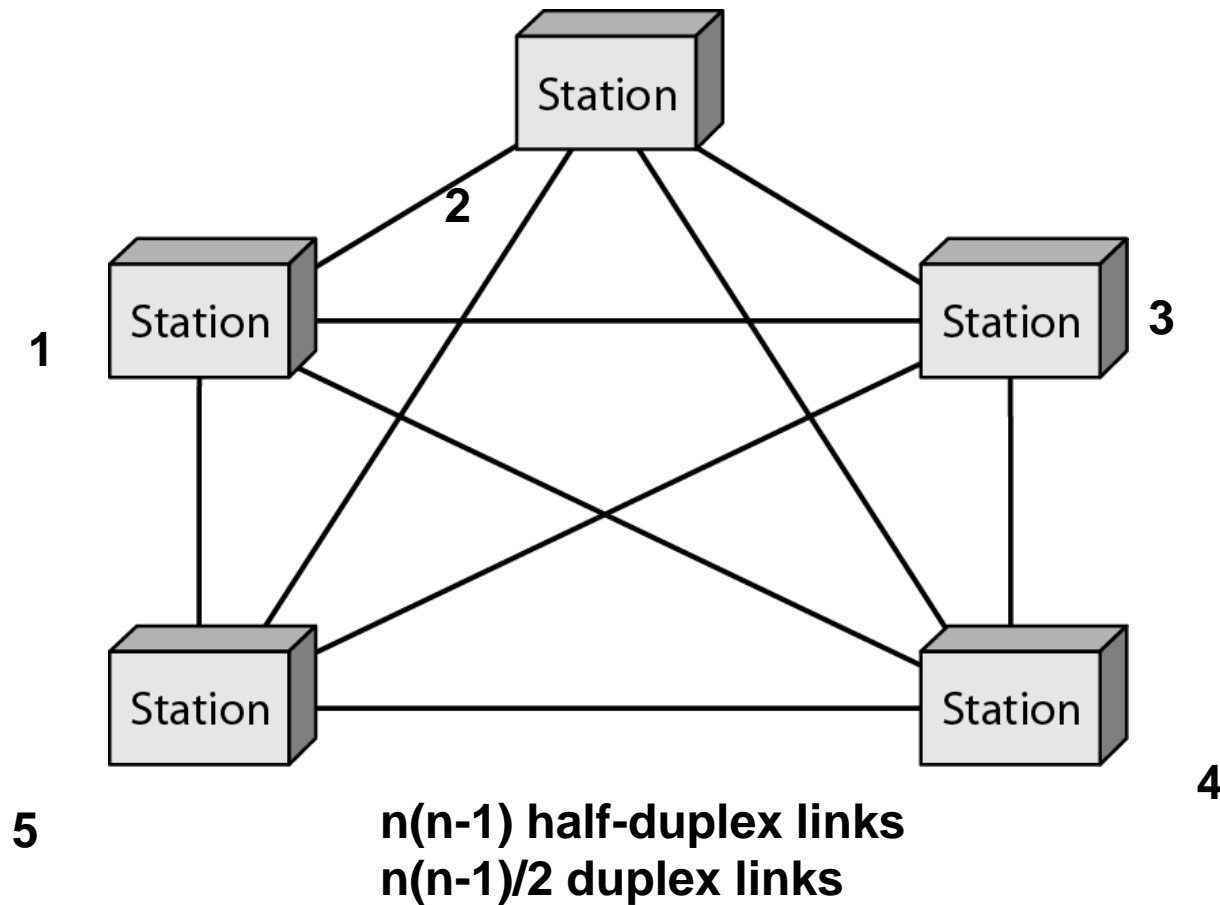 Station
2
Station
Station
3
1
Station
Station
4
5
n(n-1) half-duplex links
n(n-1)/2 duplex links